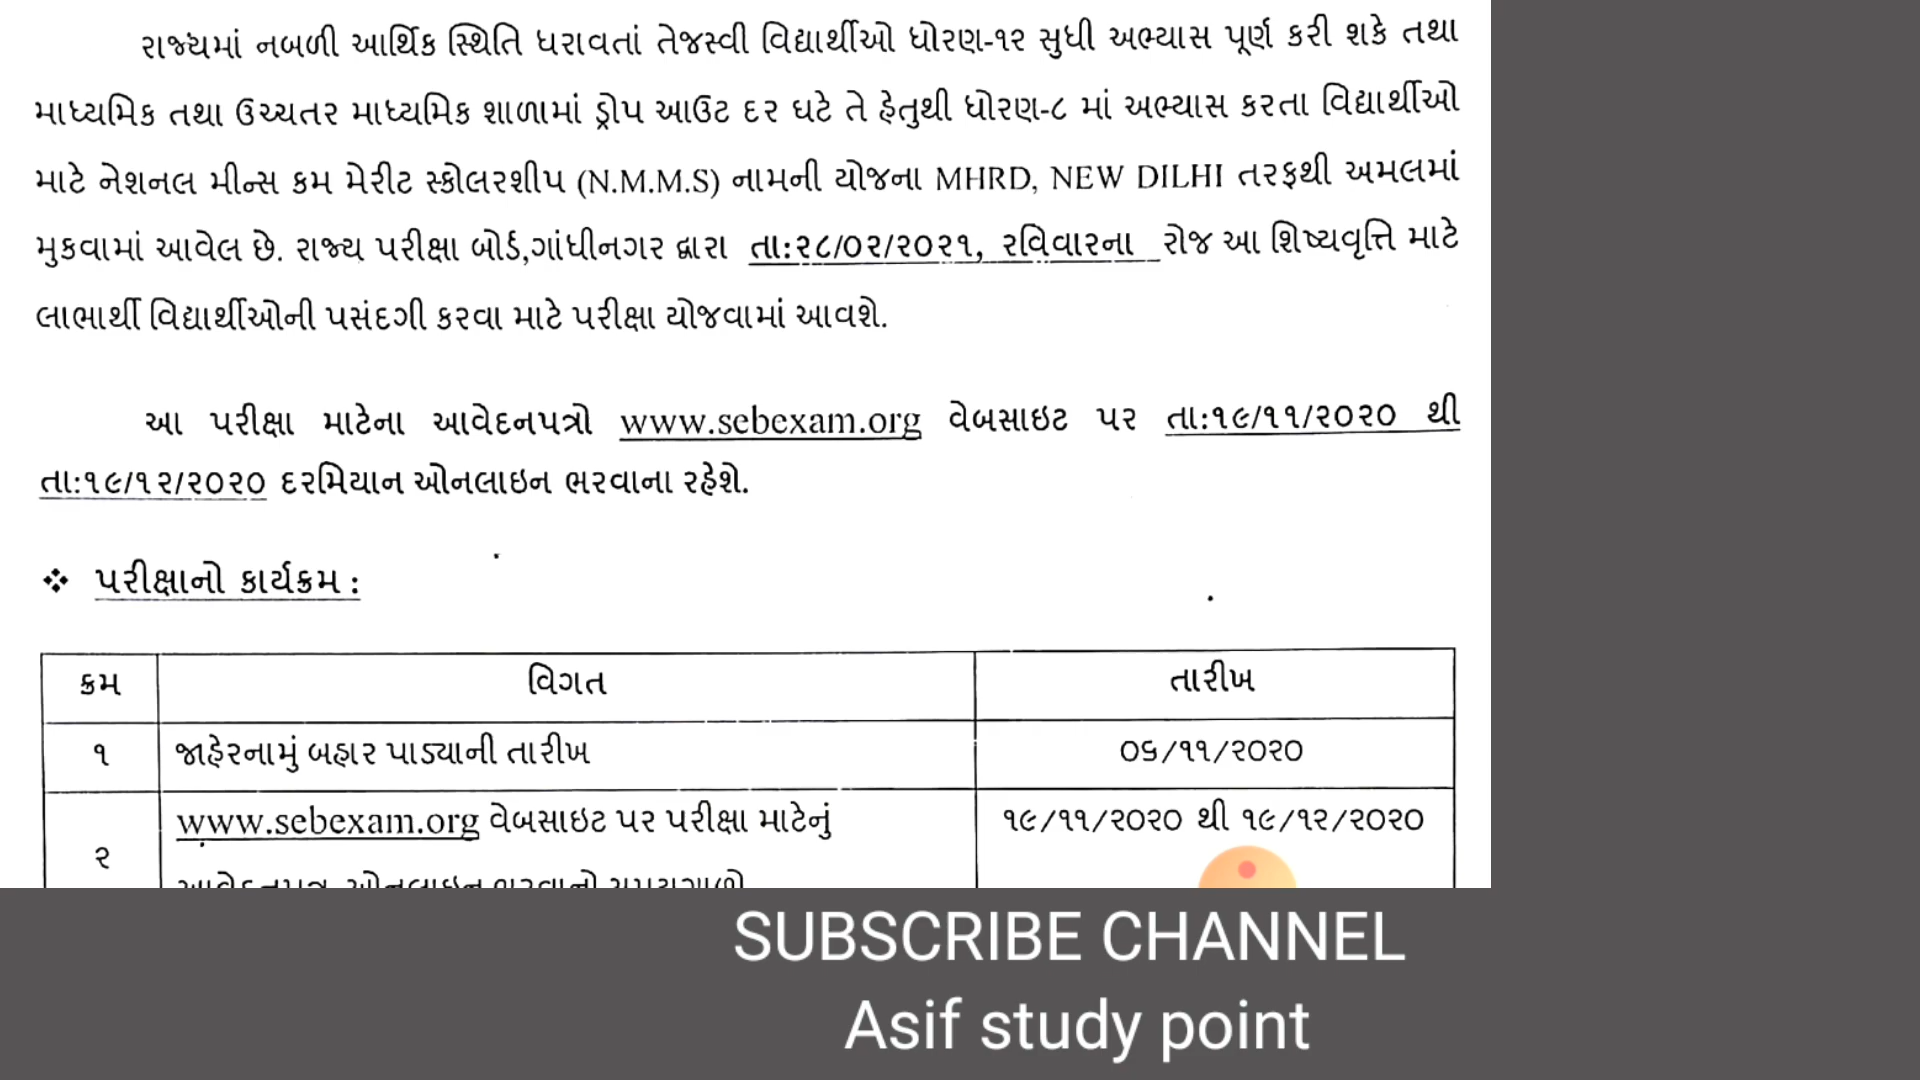 રાજ્યમાં નબળી આર્થિક સ્થિતિ ધરાવતાં તેજસ્વી વિદ્યાર્થીઓ ધોરણ-૧૨ સુધી અભ્યાસ પૂર્ણ કરી શકે તથા
માધ્યમિક તથા ઉચ્ચતર માધ્યમિક શાળામાં ડ્રોપ આઉટ દર ઘટે તે હેતુથી ધોરણ-૮ માં અભ્યાસ કરતા વિદ્યાર્થીઓ
માટે નેશનલ મીન્સ કમ મેરીટ સ્કોલરશીપ (N.M.M.S) નામની યોજના MHRD, NEW DILHI તરફથી અમલમાં
મુકવામાં આવેલ છે. રાજ્ય પરીક્ષા બોર્ડ,ગાંધીનગર દ્વારા તા:૨૮/૦૨/૨૦૨૧, રવિવારના રોજ આ શિષ્યવૃત્તિ માટે
લાભાર્થી વિદ્યાર્થીઓની પસંદગી કરવા માટે પરીક્ષા યોજવામાં આવશે.
આ પરીક્ષા માટેના આવેદનપત્રો www.sebexam.org વેબસાઇટ પર તા:૧૯/૧૧/૨૦૨૦ થી
તા:૧૯/૧૨/૨૦૨૦ દરમિયાન ઓનલાઇન ભરવાના રહેશે.
❖ પરીક્ષાનો કાર્યક્રમ :
ક્રમ વિગત તારીખ
૧ જાહેરનામું બહાર પાડ્યાની તારીખ ૦૬/૧૧/૨૦૨૦
www.sebexam.org વેબસાઇટ પર પરીક્ષા માટેનું ૧૯/૧૧/૨૦૨૦ થી ૧૯/૧૨/૨૦૨૦
૨
SUBSCRIBE CHANNEL
Asif study point